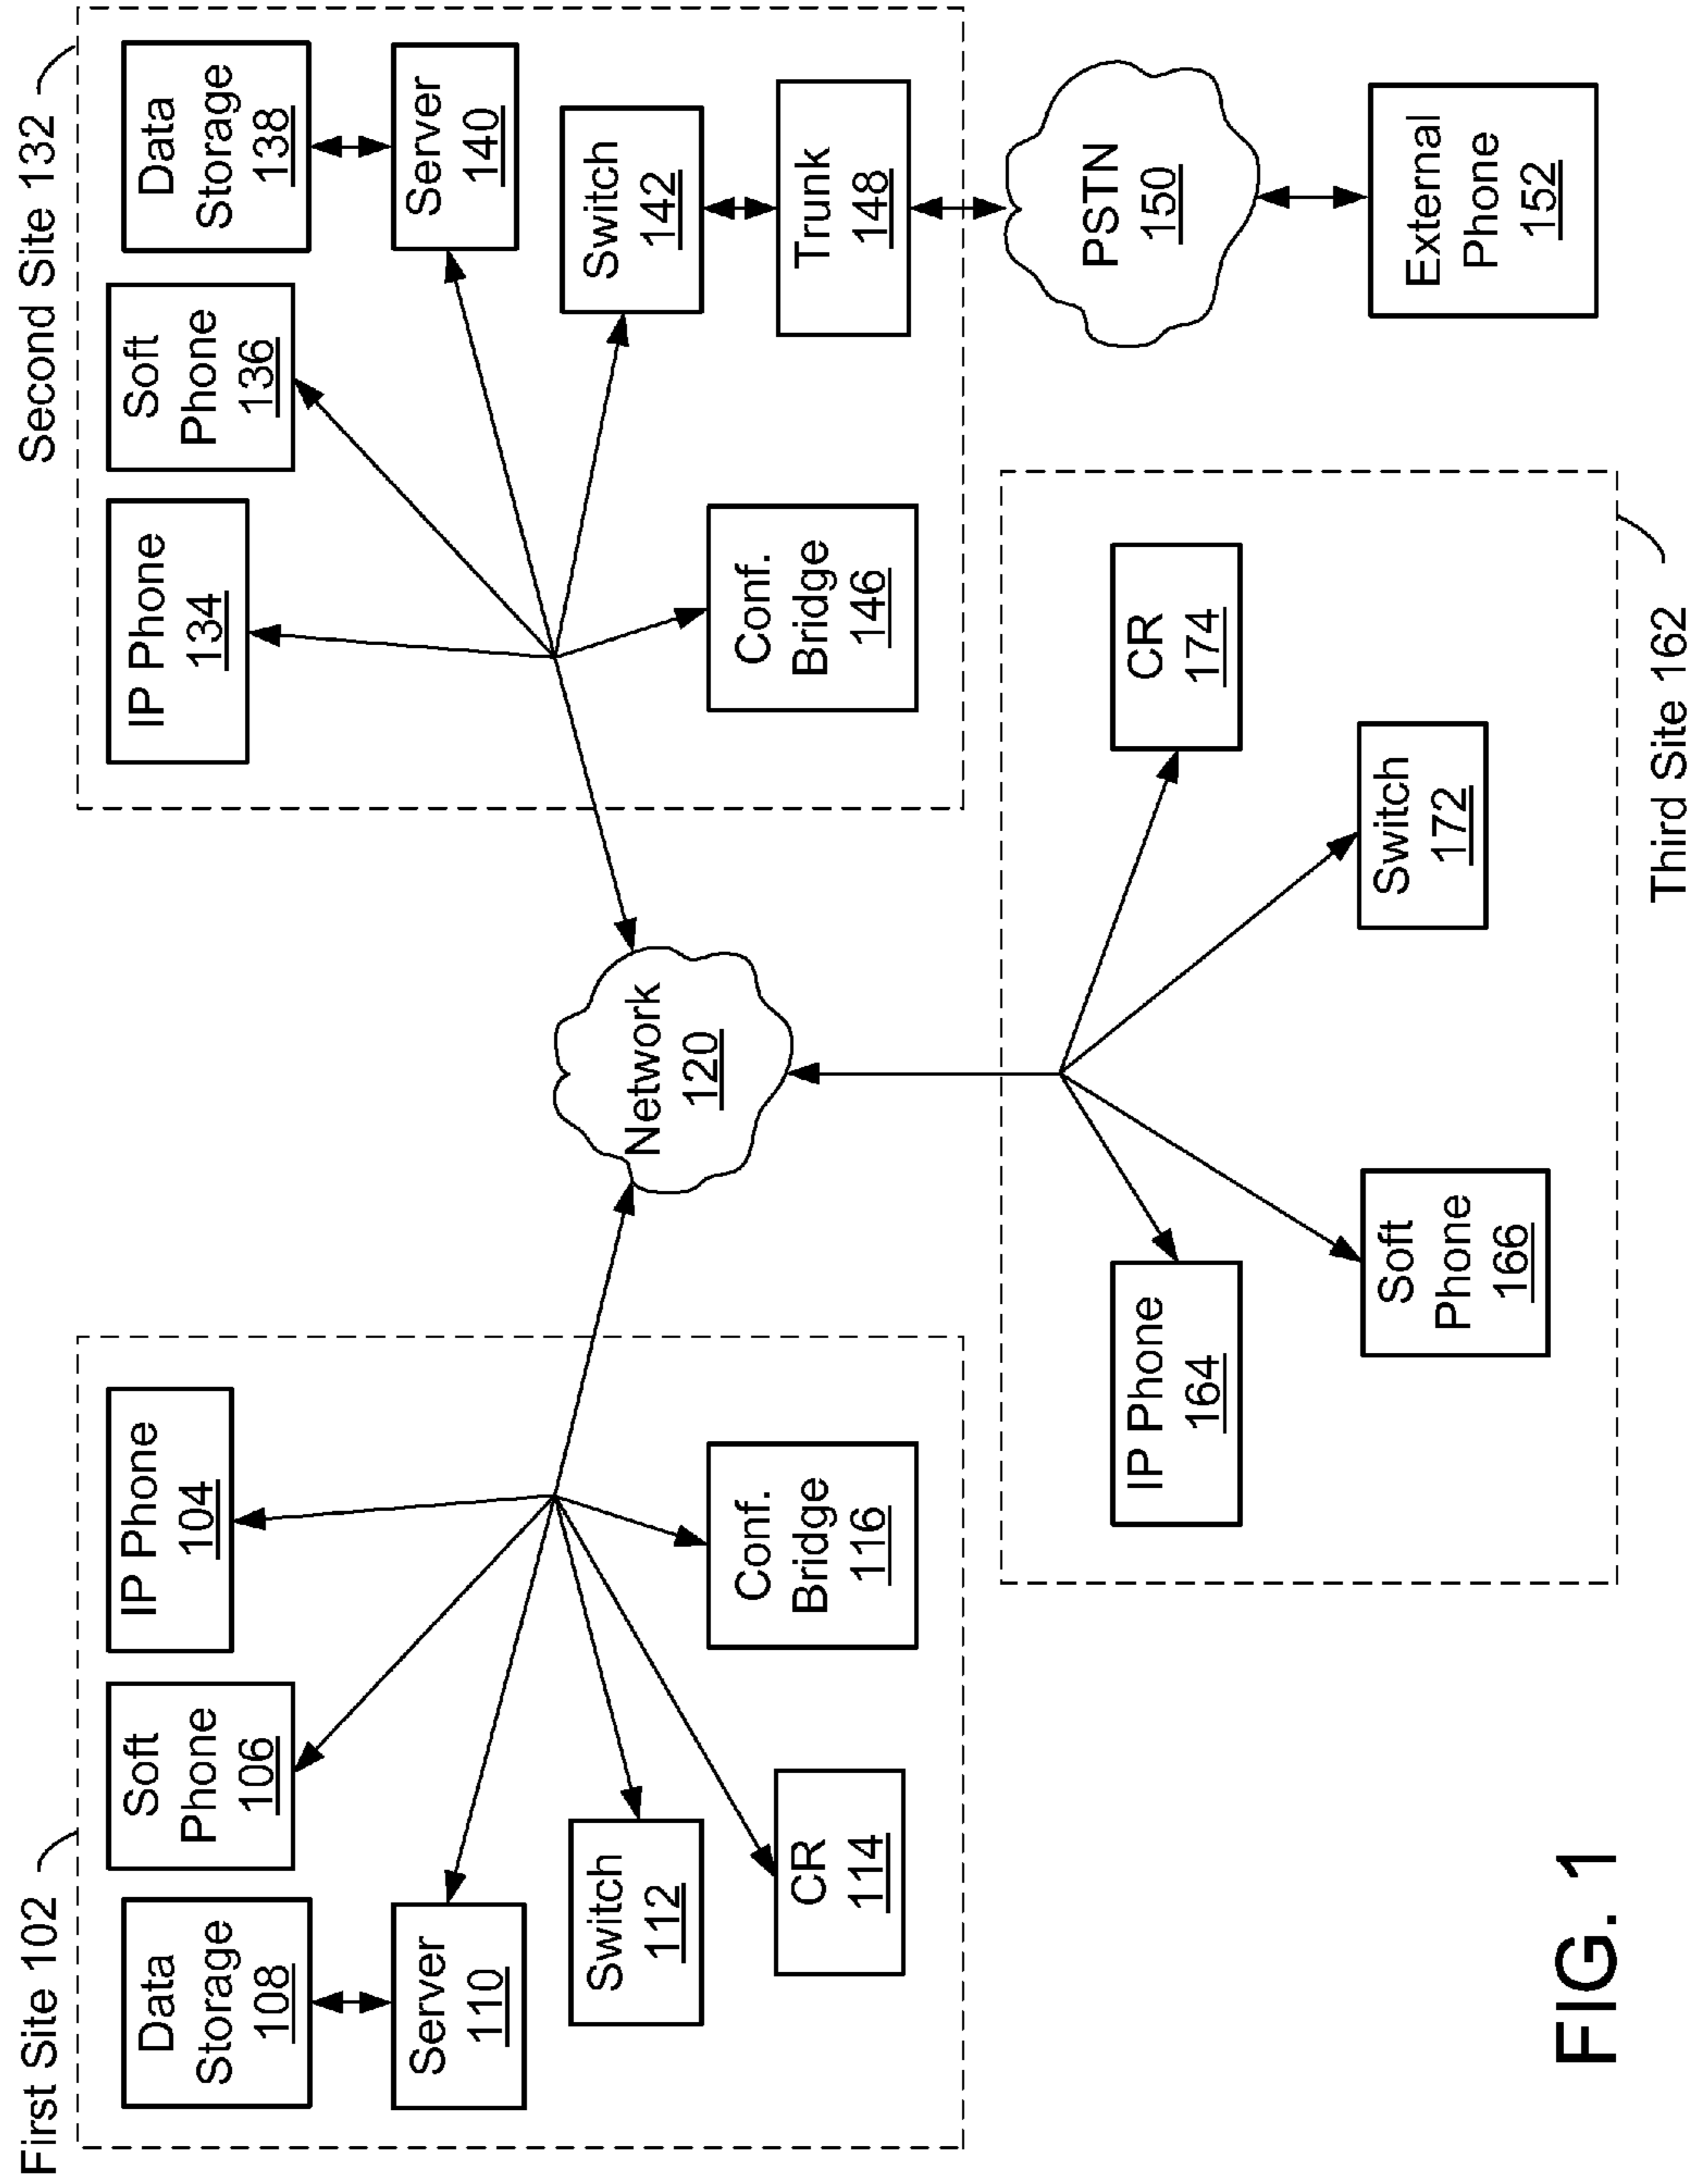 First Site 102
Data
Storage
108
Soft
Phone
106
IP Phone
104
Server
110
Switch
112
CR
114
Conf.
Bridge
116
Network
120
Second Site 132
IP Phone
134
Soft
Phone
136
Data
Storage
138
Server
140
Switch
142
Conf.
Bridge
146
Trunk
148
PSTN
150
External
Phone
152
IP Phone
164
Soft
Phone
166
CR
174
Switch
172
Third Site 162
FIG. 1